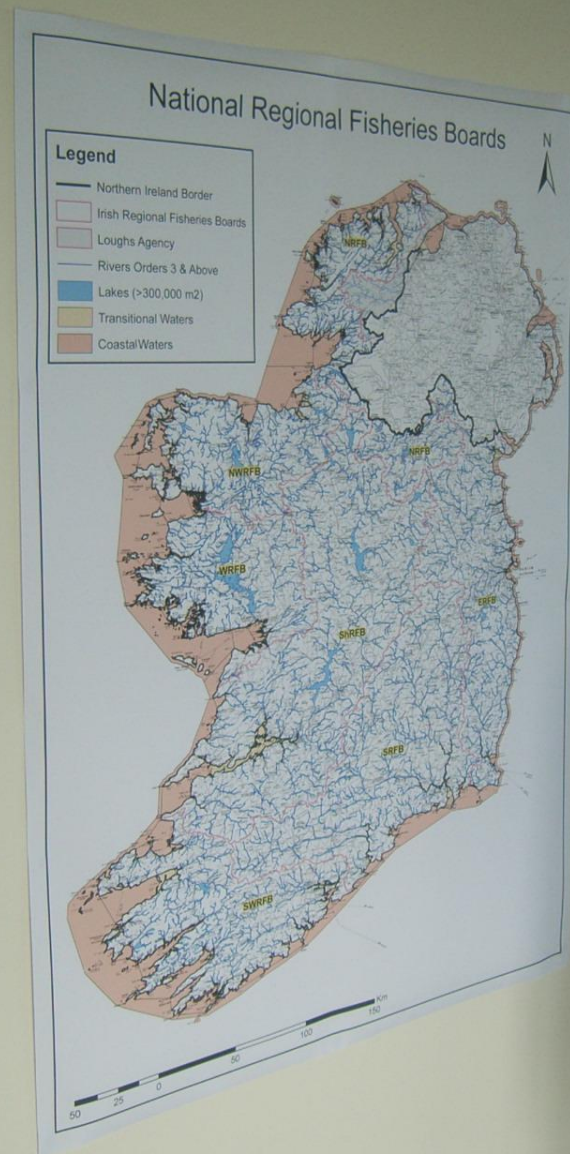 National Regional Fisheries Boards
N
Legend
Northern Ireland Border
Irish Regional Fisheries Boards
Loughs Agency
Rivers Orders 3 & Above
Lakes (>300,000 m2)
Transitional Waters
Coastal Waters
NRFB
NRFB
NWRFB
WRFB
ERFB
ShRFB
SRFB
SWRFB
Km
50 25 0 50 100 150